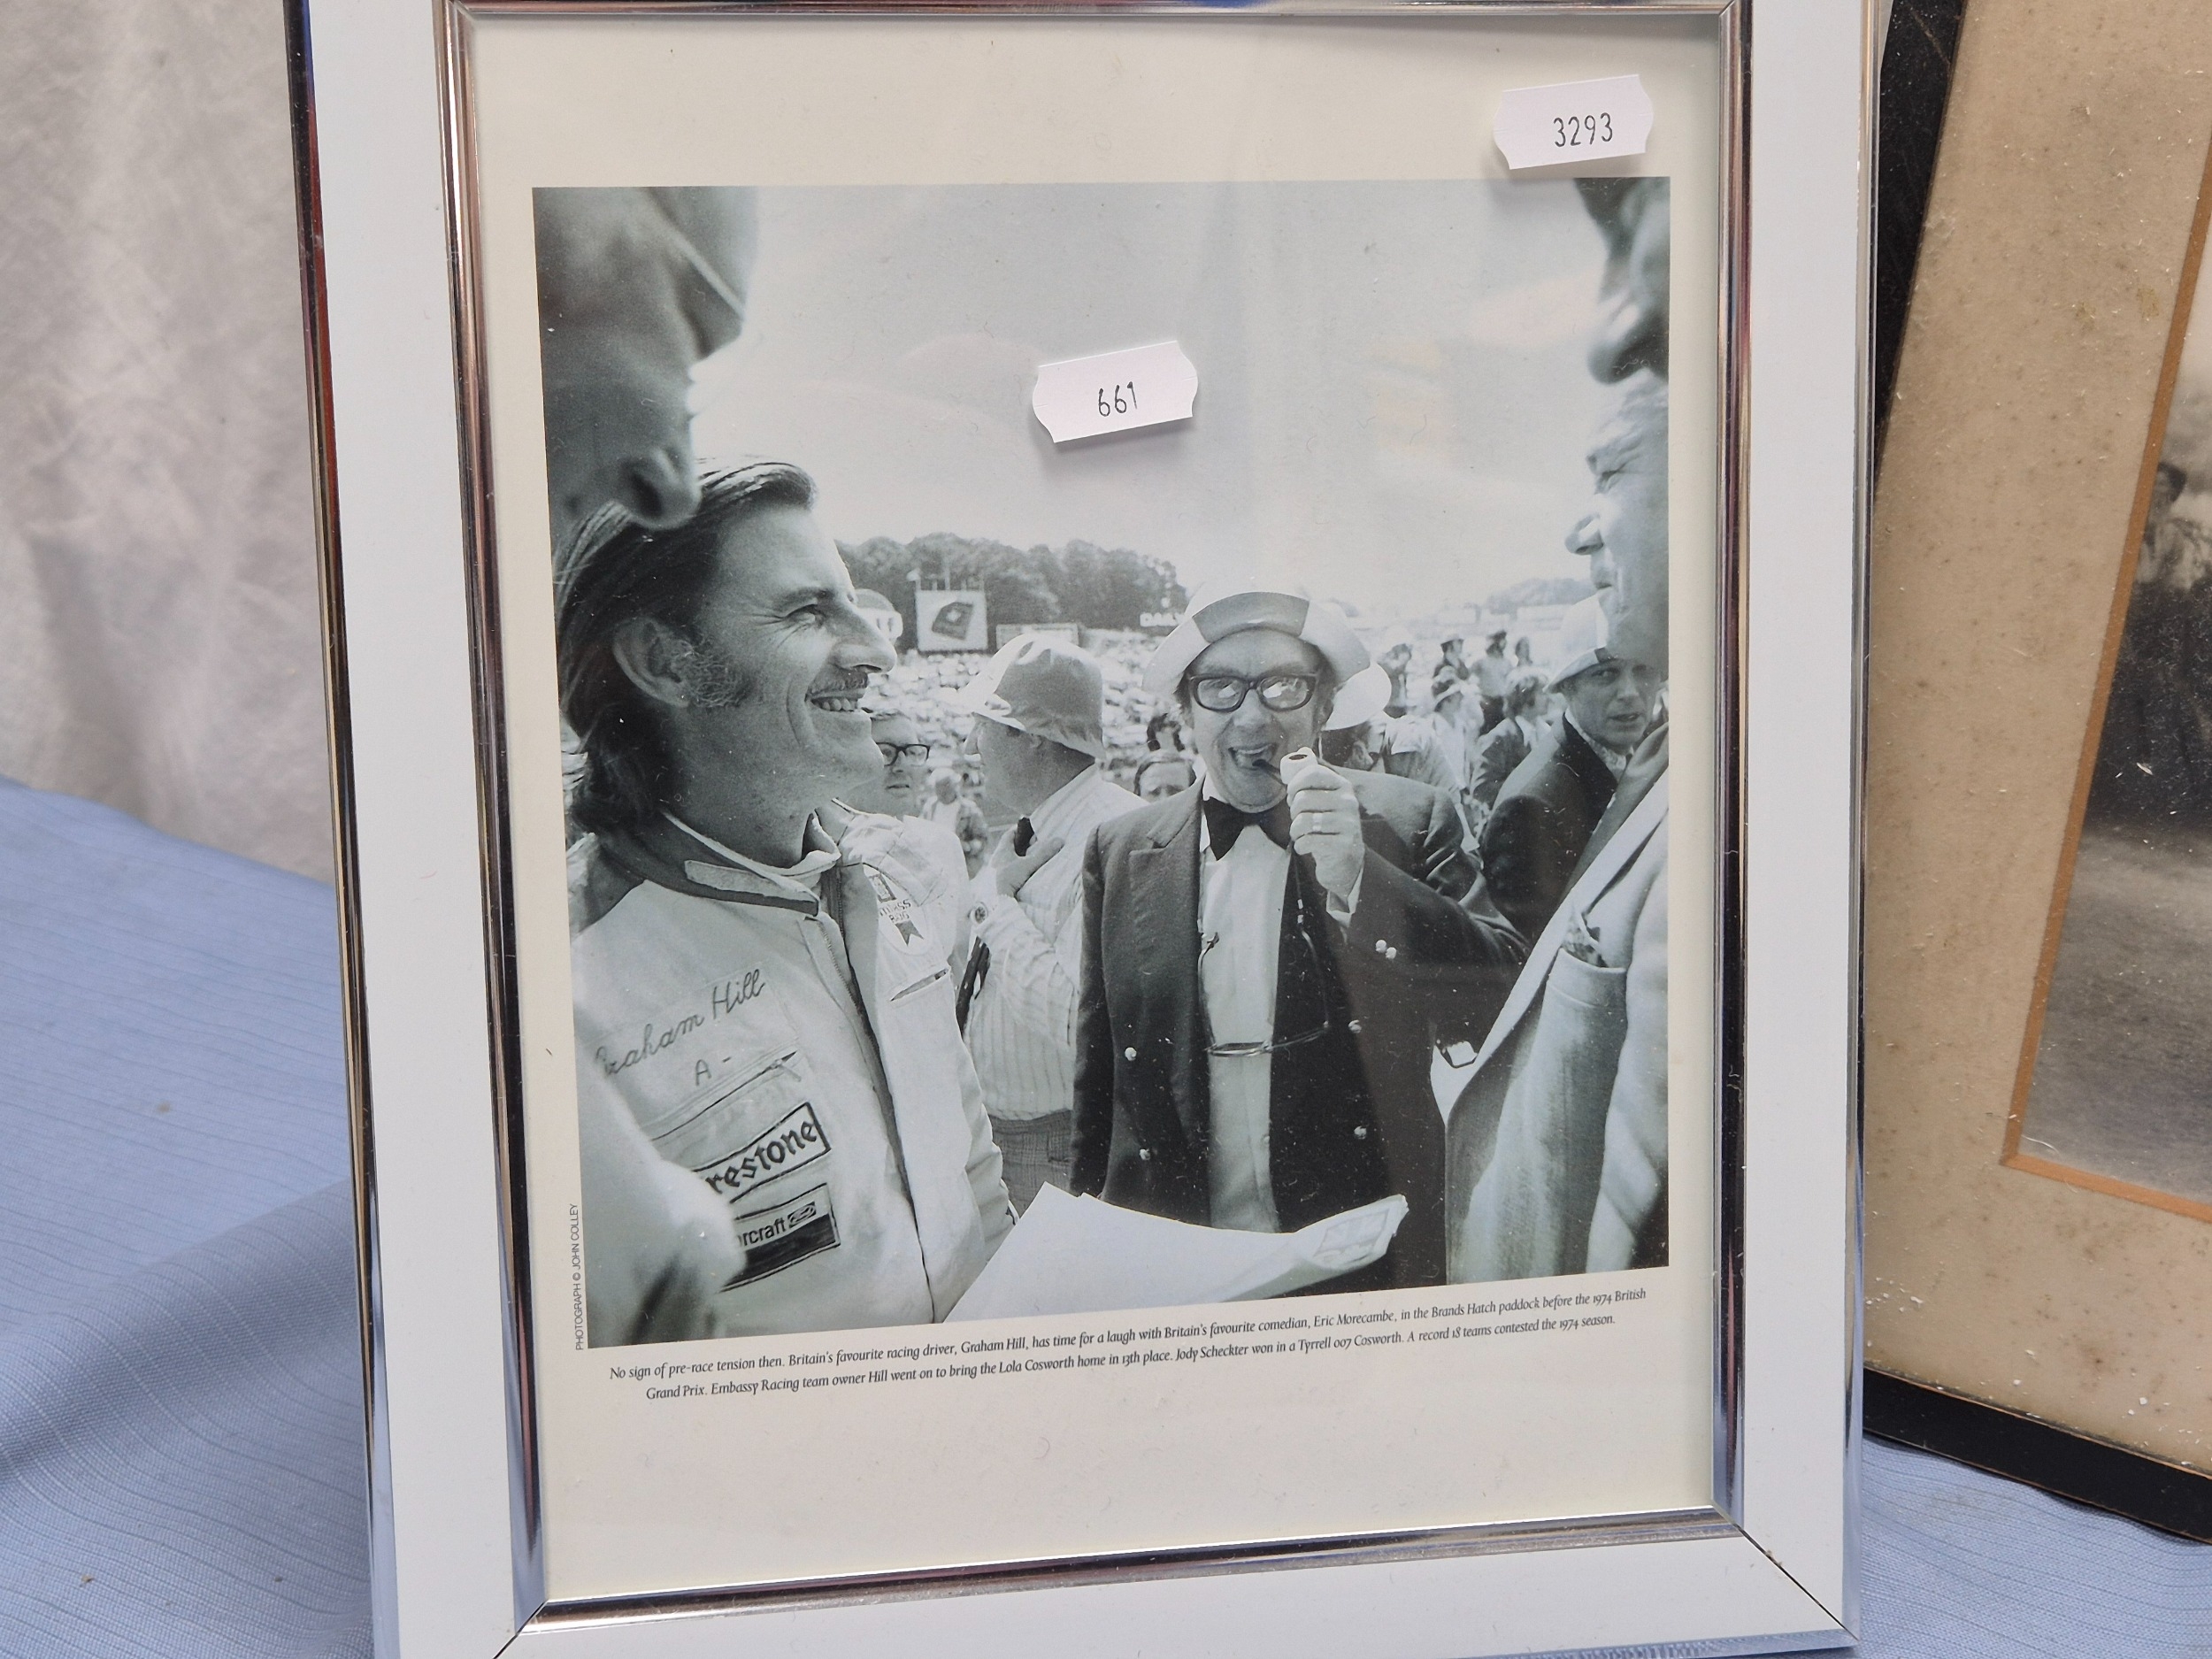 3293
661
DAIL
Graham Hill
A -
restone
rcraft
PHOTOGRAPH © JOHN COLLEY
No sign of pre-race tension then. Britain's favourite racing driver, Graham Hill, has time for a laugh with Britain's favourite comedian, Eric Morecambe, in the Brands Hatch paddock before the 1974 British
Grand Prix. Embassy Racing team owner Hill went on to bring the Lola Cosworth home in 13th place. Jody Scheckter won in a Tyrrell 007 Cosworth. A record 18 teams contested the 1974 season.